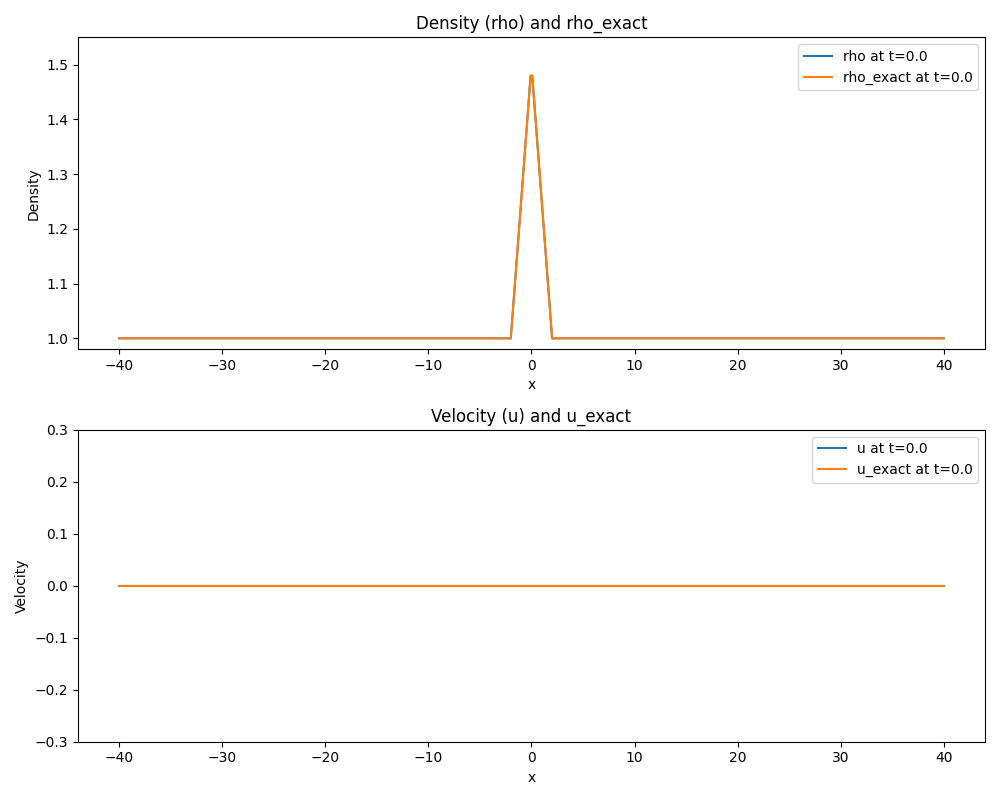 Density (rho) and rho_exact
1.5
1.4
1.3
1.2
1.1
1.0
Density
rho at t=0.0
rho_exact at t=0.0
−40 −30 −20 −10 0 10 20 30 40
x
Velocity (u) and u_exact
0.3
0.2
0.1
0.0
−0.1
−0.2
−0.3
Velocity
u at t=0.0
u_exact at t=0.0
−40 −30 −20 −10 0 10 20 30 40
x